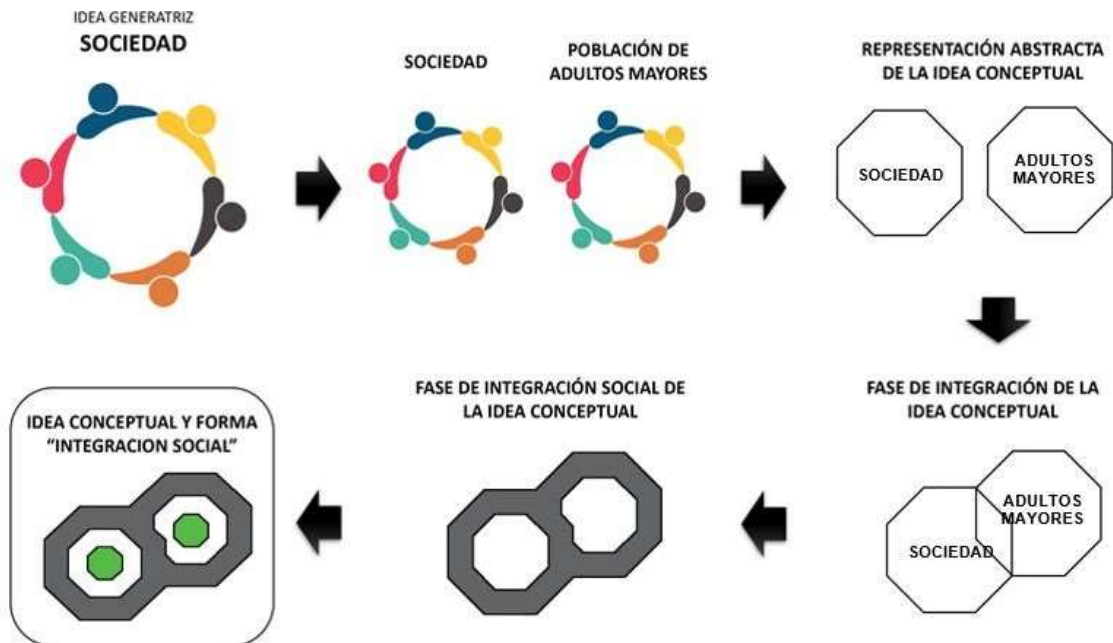 IDEA GENERATRIZ
SOCIEDAD
SOCIEDAD
POBLACIÓN DE
ADULTOS MAYORES
REPRESENTACIÓN ABSTRACTA
DE LA IDEA CONCEPTUAL
SOCIEDAD
ADULTOS
MAYORES
FASE DE INTEGRACIÓN DE LA
IDEA CONCEPTUAL
ADULTOS
MAYORES
SOCIEDAD
FASE DE INTEGRACIÓN SOCIAL DE
LA IDEA CONCEPTUAL
IDEA CONCEPTUAL Y FORMA
“INTEGRACION SOCIAL”